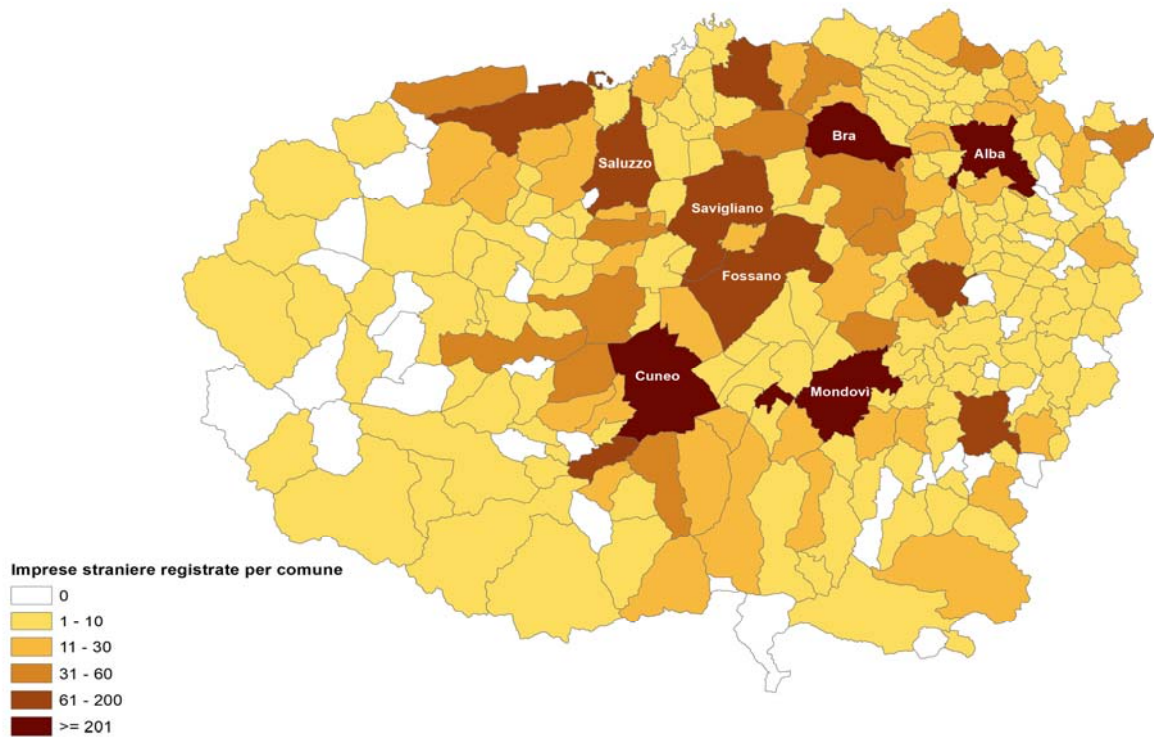 Bra
Alba
Saluzzo
Savigliano
Fossano
Cuneo
Mondovì
Imprese straniere registrate per comune
0
1 - 10
11 - 30
31 - 60
61 - 200
>= 201